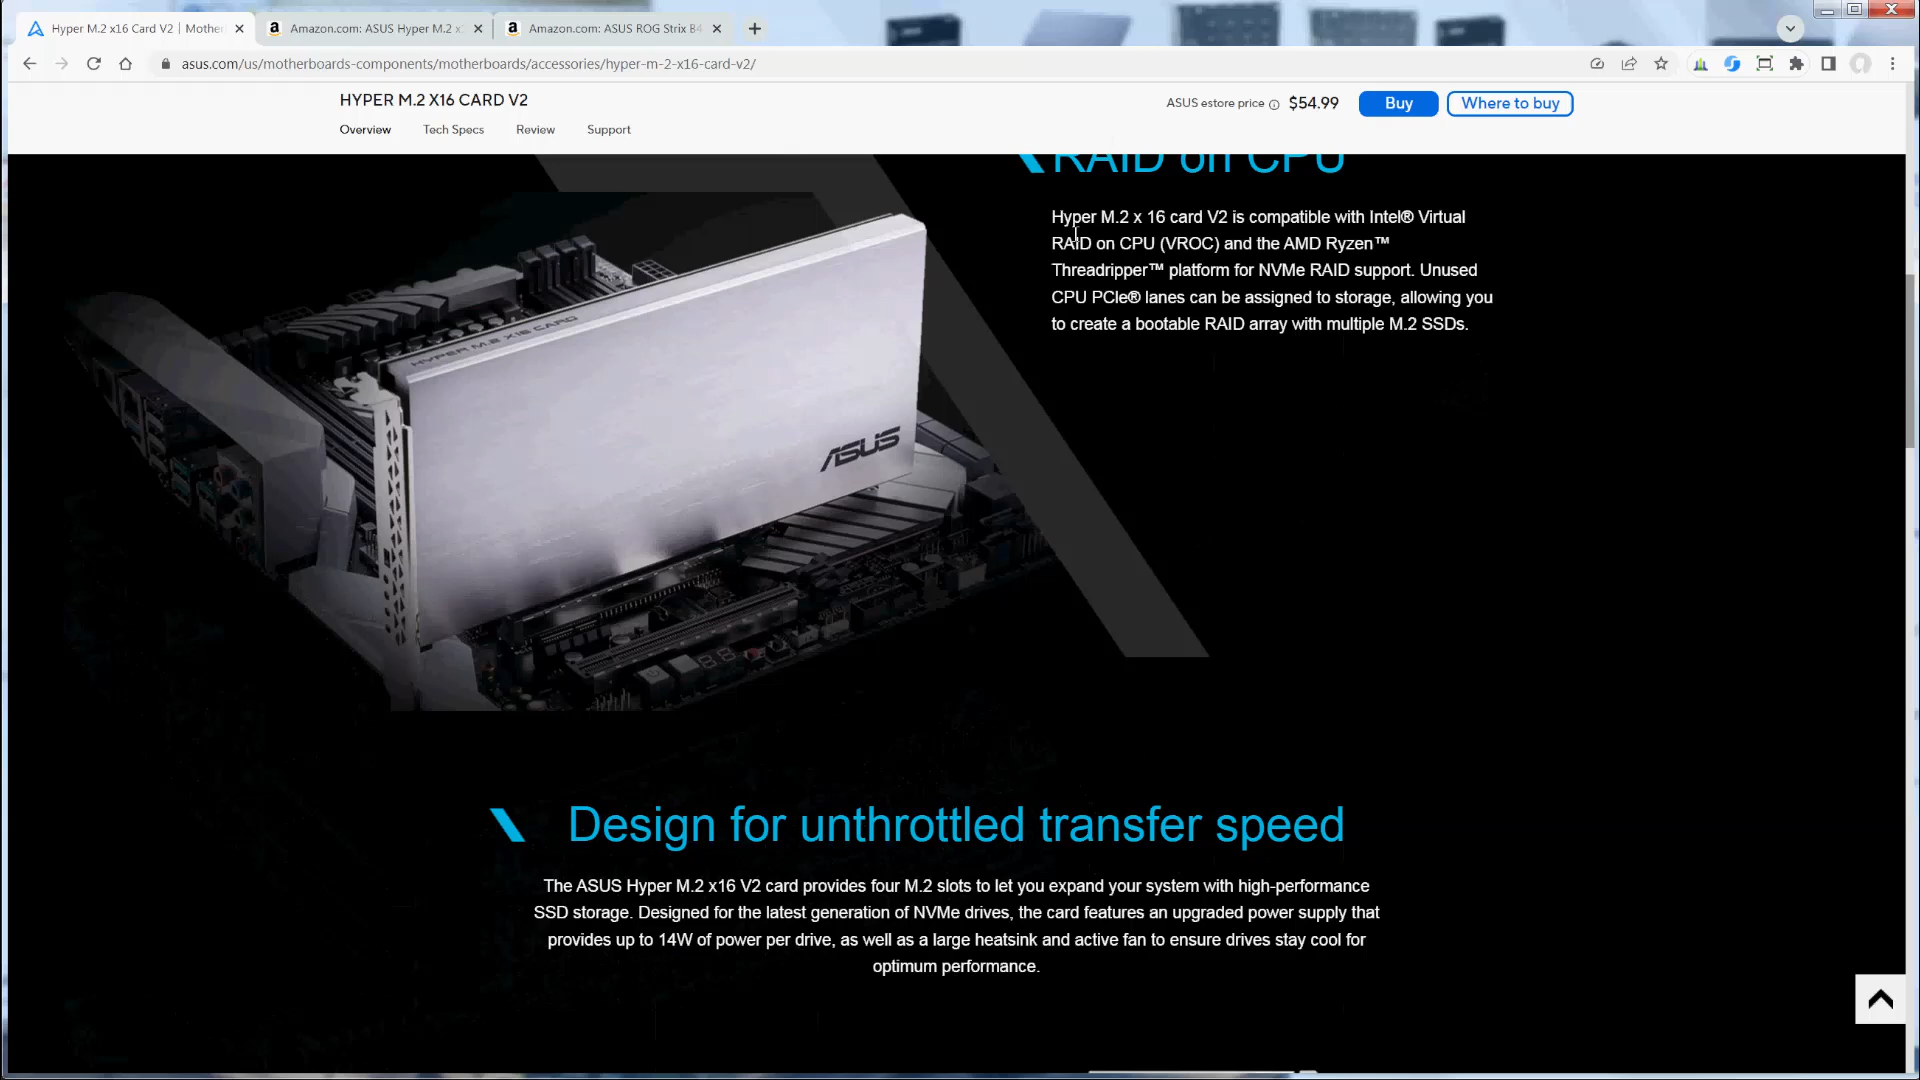 Hyper M.2 x16 Card V2 | Mother
Amazon.com: ASUS Hyper M.2 x
Amazon.com: ASUS ROG Strix B4
asus.com/us/motherboards-components/motherboards/accessories/hyper-m-2-x16-card-v2/
HYPER M.2 X16 CARD V2
ASUS estore price $54.99 Buy Where to buy
Overview Tech Specs Review Support
RAID on CPU
Hyper M.2 x 16 card V2 is compatible with Intel® Virtual
RAID on CPU (VROC) and the AMD Ryzen™
Threadripper™ platform for NVMe RAID support. Unused
CPU PCIe® lanes can be assigned to storage, allowing you
to create a bootable RAID array with multiple M.2 SSDs.
HYPER M.2 X16 CARD
ASUS
Design for unthrottled transfer speed
The ASUS Hyper M.2 x16 V2 card provides four M.2 slots to let you expand your system with high-performance
SSD storage. Designed for the latest generation of NVMe drives, the card features an upgraded power supply that
provides up to 14W of power per drive, as well as a large heatsink and active fan to ensure drives stay cool for
optimum performance.